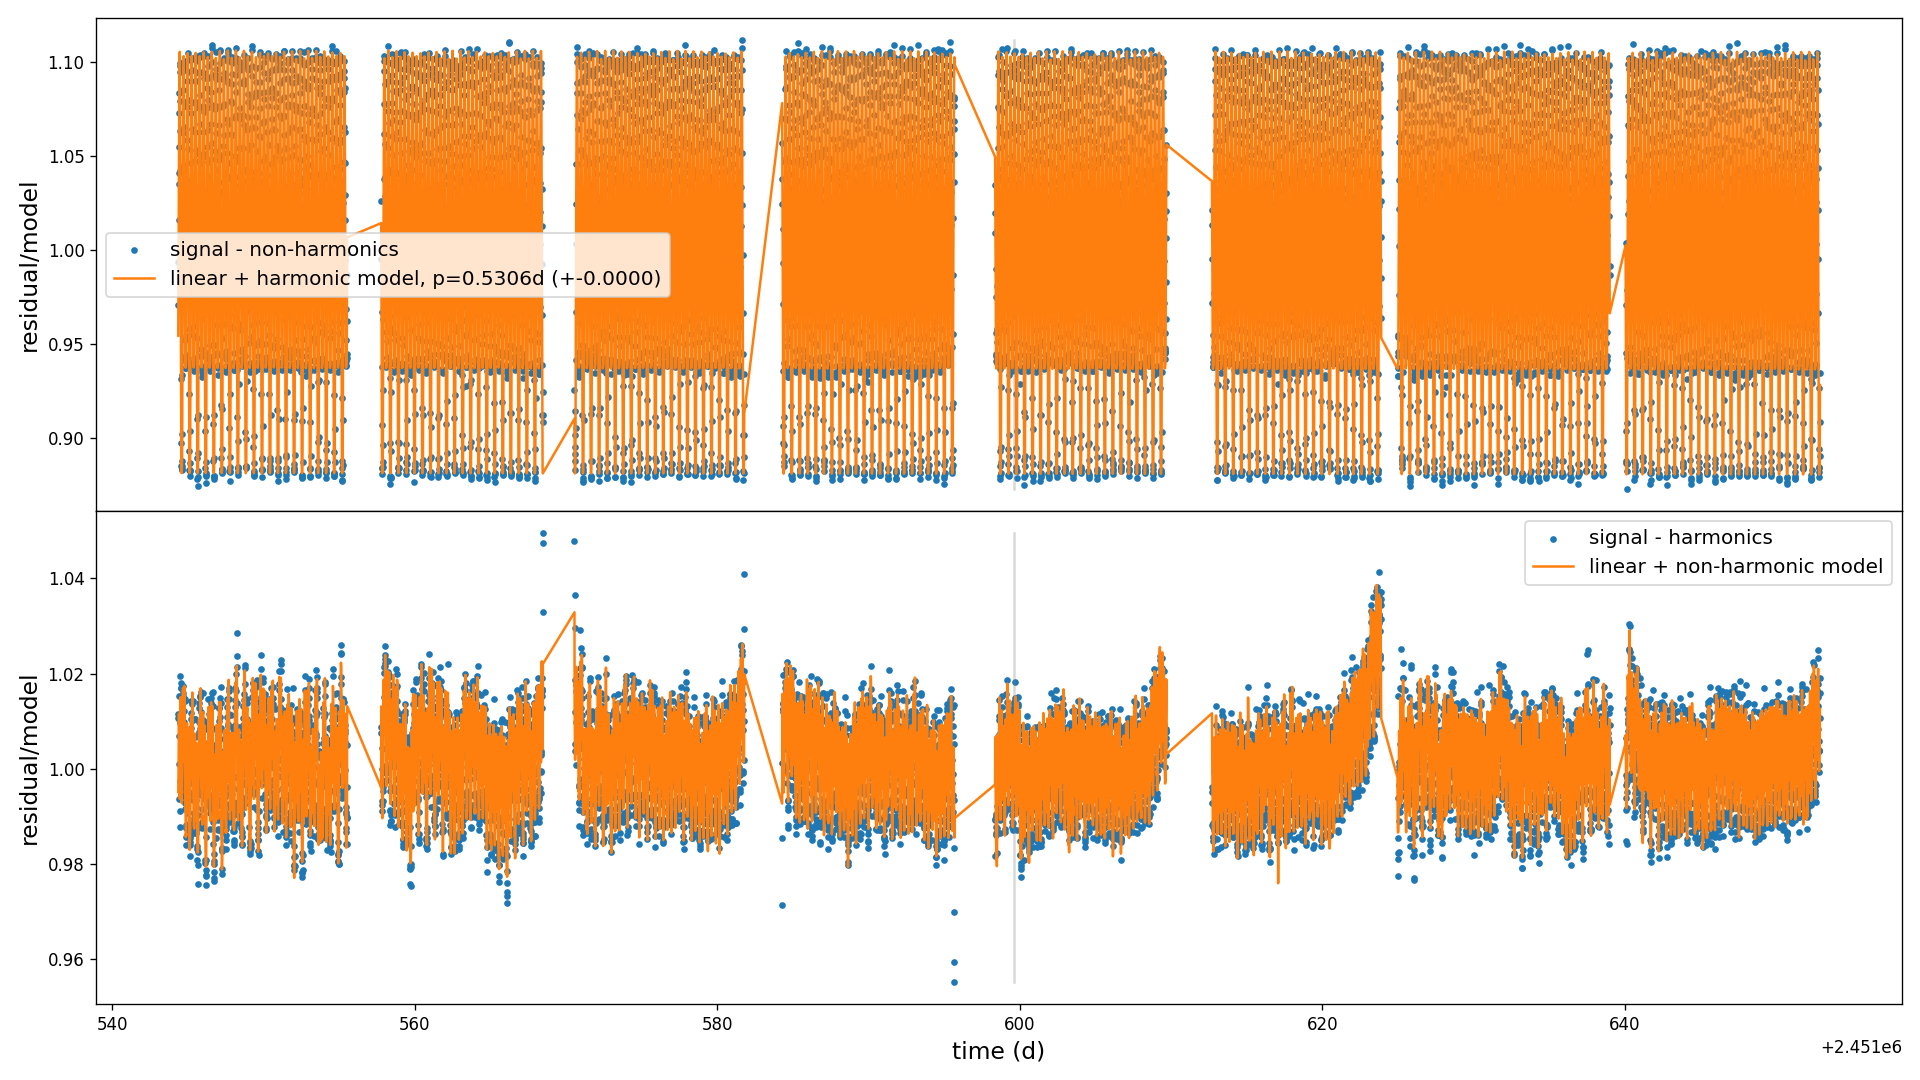 1.10
1.05
1.00
0.95
0.90
residual/model
signal - non-harmonics
linear + harmonic model, p=0.5306d (+-0.0000)
1.04
1.02
1.00
0.98
0.96
residual/model
signal - harmonics
linear + non-harmonic model
540
560
580
600
620
640
time (d)
+2.451e6